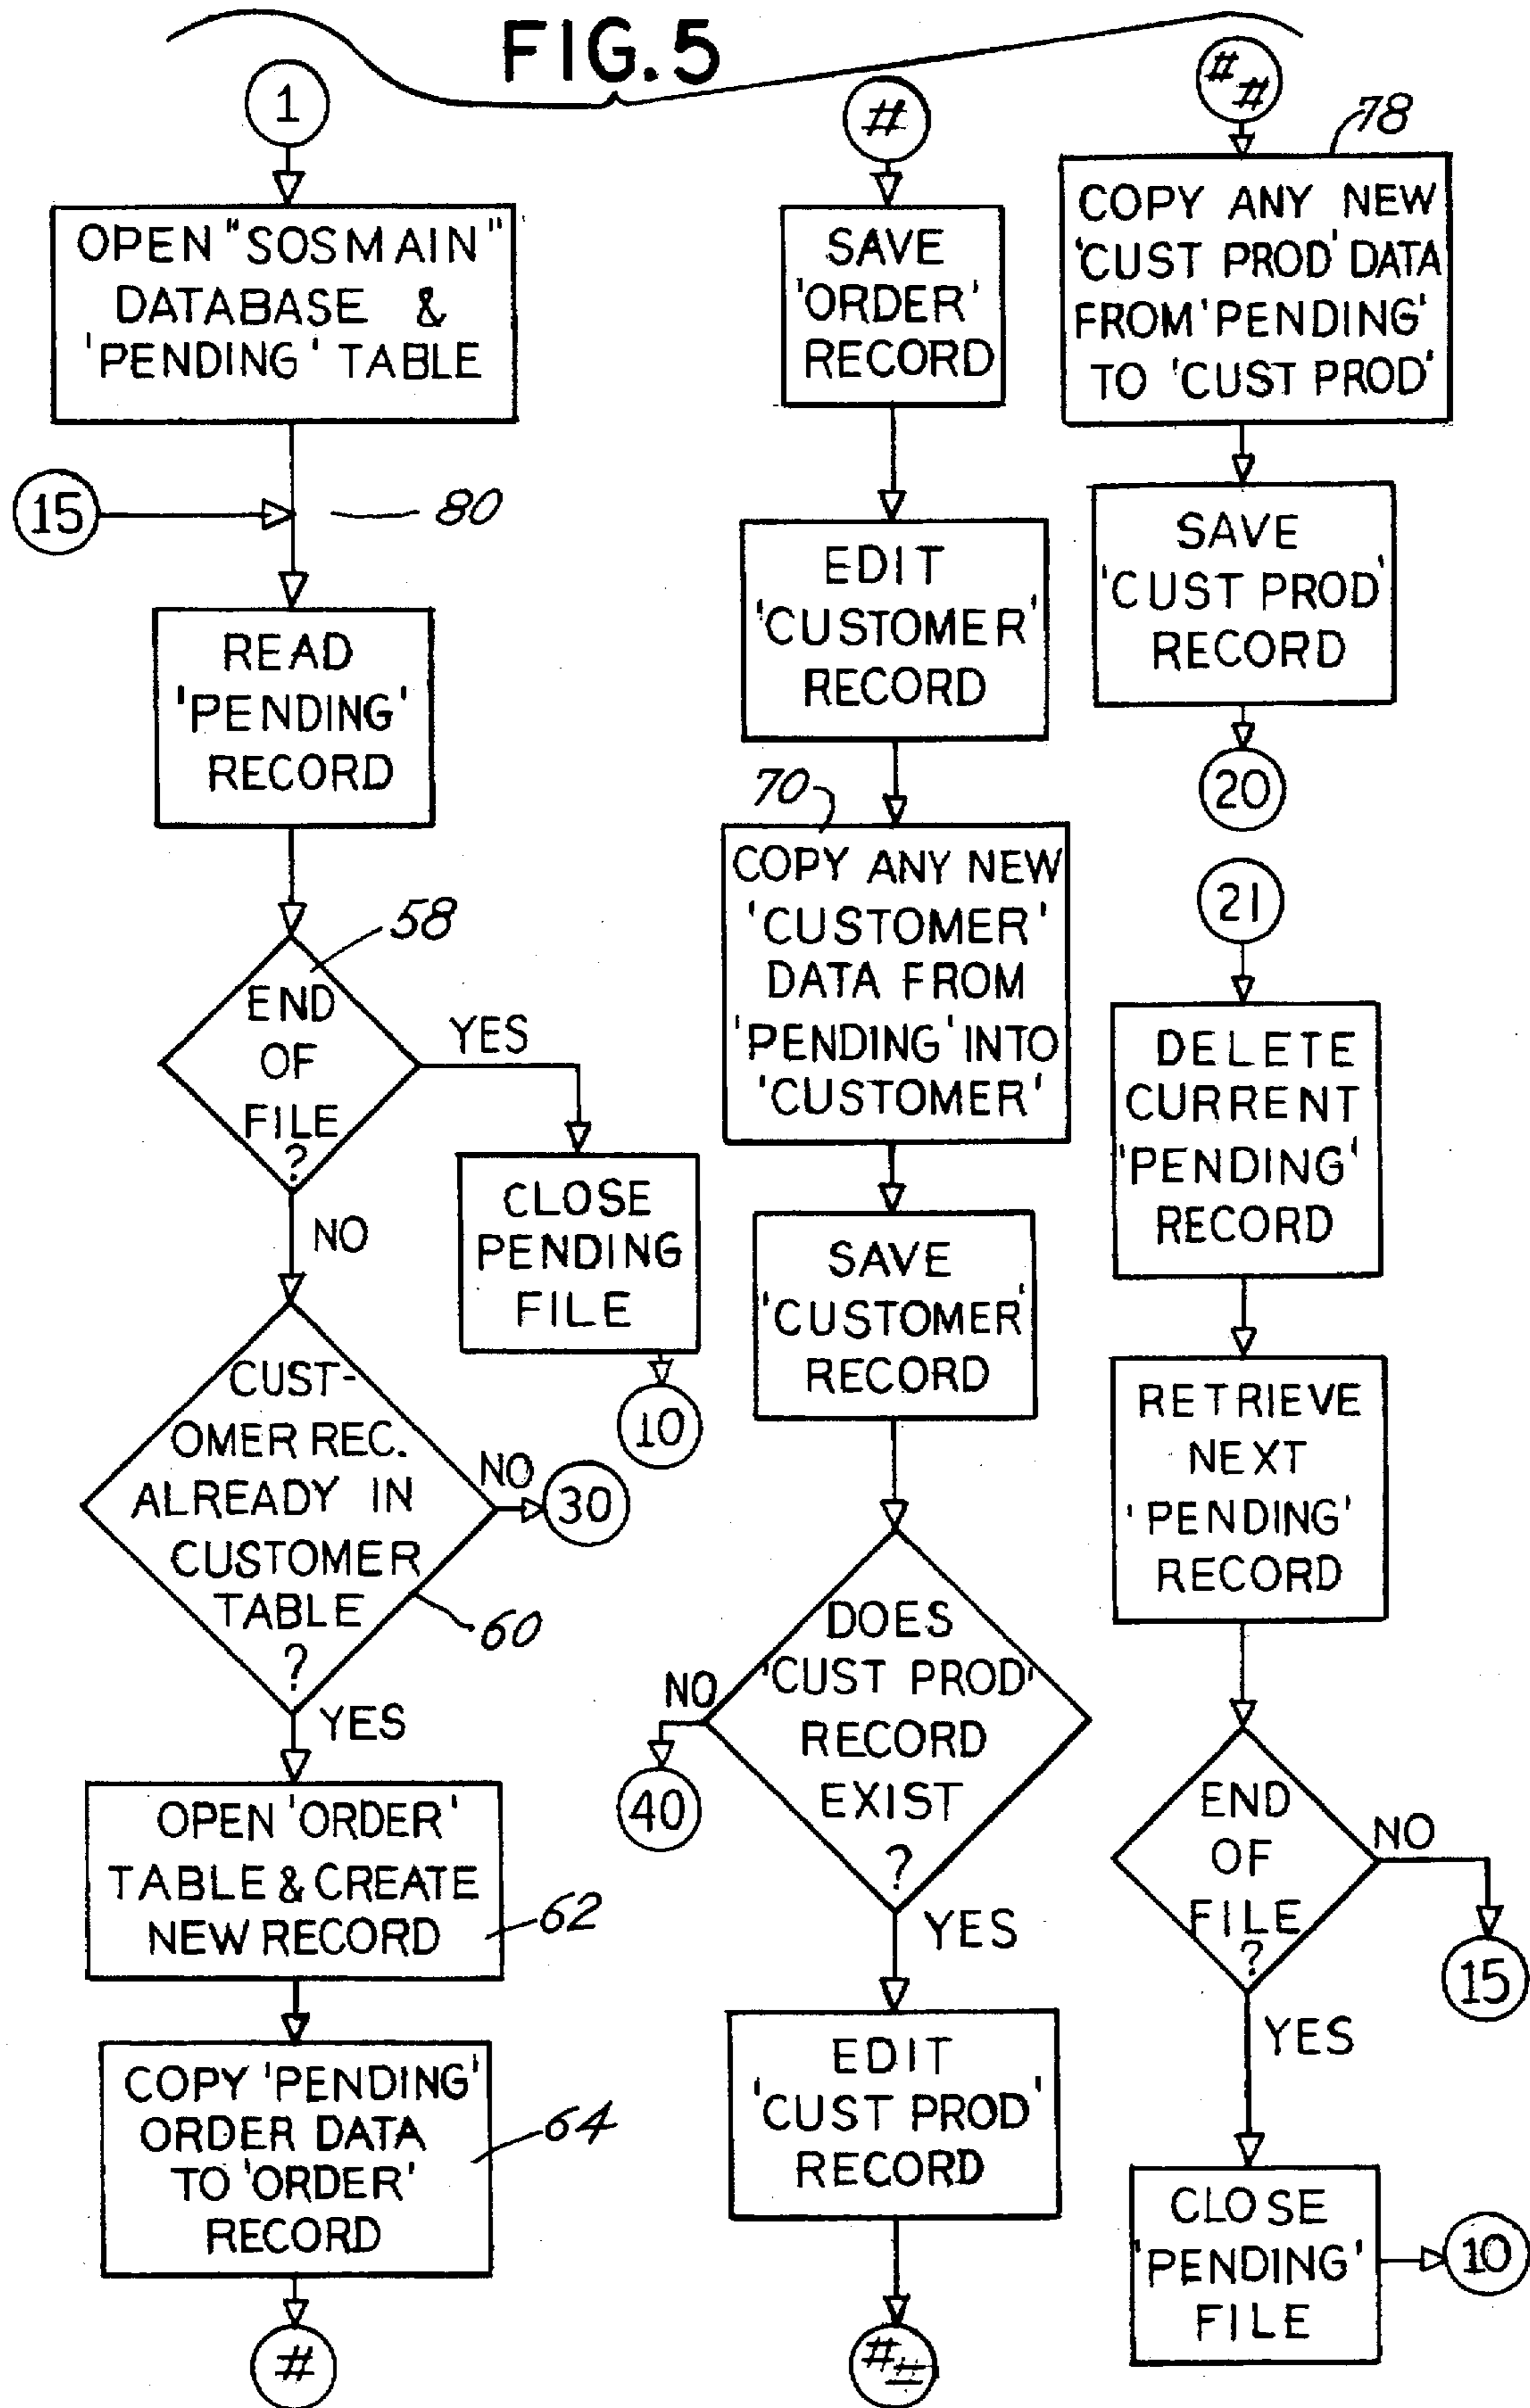 FIG. 5
1
OPEN "SOSMAIN"
DATABASE &
'PENDING' TABLE
15
80
READ
'PENDING'
RECORD
58
END
OF
FILE
?
YES
NO
CLOSE
PENDING
FILE
10
CUST-
OMER REC.
ALREADY IN
CUSTOMER
TABLE
?
NO
30
60
YES
OPEN 'ORDER'
TABLE & CREATE
NEW RECORD
62
COPY 'PENDING'
ORDER DATA
TO 'ORDER'
RECORD
64
#
#
SAVE
'ORDER'
RECORD
EDIT
'CUSTOMER'
RECORD
70
COPY ANY NEW
'CUSTOMER'
DATA FROM
'PENDING' INTO
'CUSTOMER'
SAVE
'CUSTOMER'
RECORD
DOES
'CUST PROD'
RECORD
EXIST
?
NO
40
YES
EDIT
'CUST PROD'
RECORD
##
##
78
COPY ANY NEW
'CUST PROD' DATA
FROM 'PENDING'
TO 'CUST PROD'
SAVE
'CUST PROD'
RECORD
20
21
DELETE
CURRENT
'PENDING'
RECORD
RETRIEVE
NEXT
'PENDING'
RECORD
END
OF
FILE
?
NO
15
YES
CLOSE
'PENDING'
FILE
10